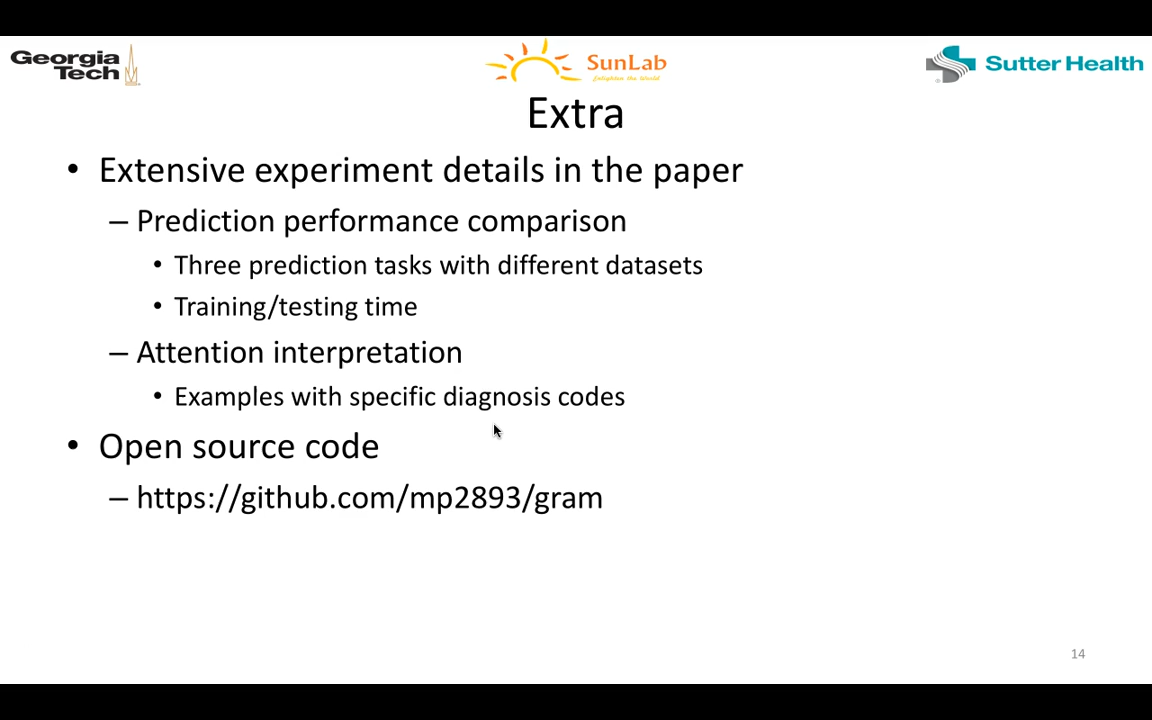 Georgia
Tech
SunLab
Enlighten the World
Sutter Health
Extra
• Extensive experiment details in the paper
– Prediction performance comparison
• Three prediction tasks with different datasets
• Training/testing time
– Attention interpretation
• Examples with specific diagnosis codes
• Open source code
– https://github.com/mp2893/gram
14